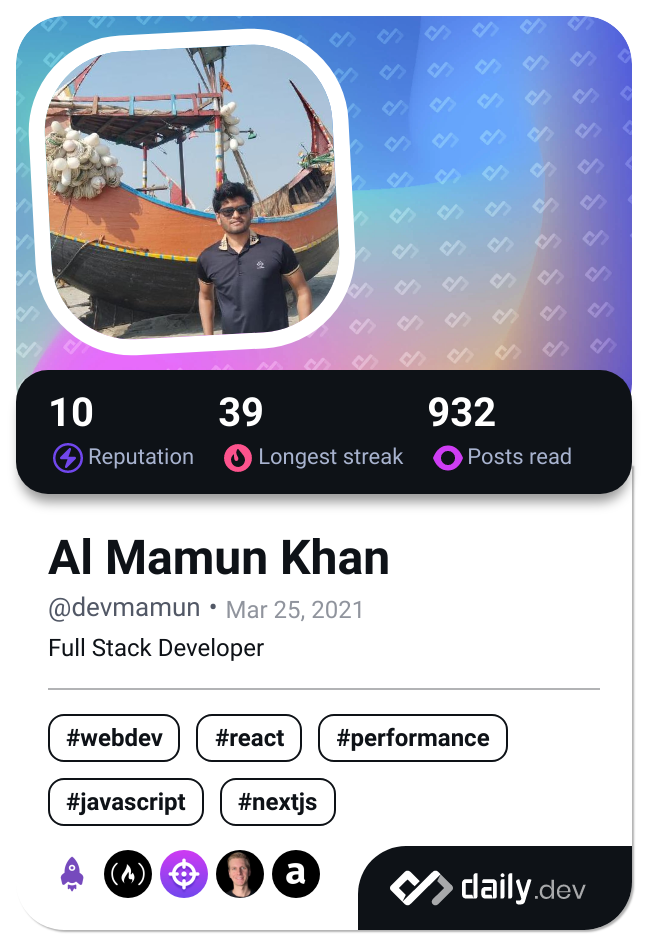 10 39 932
Reputation Longest streak Posts read
Al Mamun Khan
@devmamun • Mar 25, 2021
Full Stack Developer
#webdev #react #performance
#javascript #nextjs
a
daily.dev